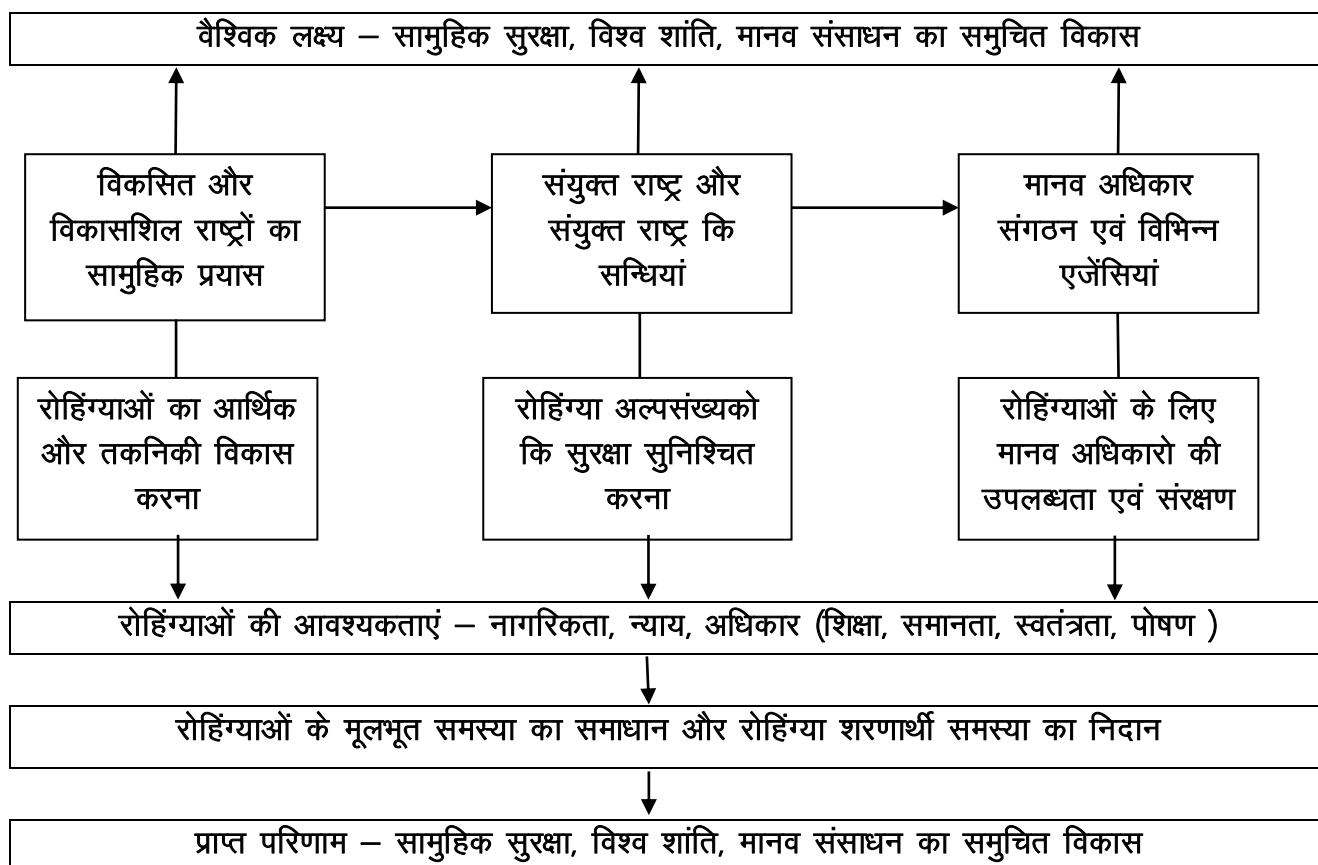 वैश्विक लक्ष्य – सामुहिक सुरक्षा, विश्व शांति, मानव संसाधन का समुचित विकास
विकसित और
विकासशिल राष्ट्रों का
सामुहिक प्रयास
संयुक्त राष्ट्र और
संयुक्त राष्ट्र कि
सन्धियां
मानव अधिकार
संगठन एवं विभिन्न
एजेंसियां
रोहिंग्याओं का आर्थिक
और तकनिकी विकास
करना
रोहिंग्या अल्पसंख्यको
कि सुरक्षा सुनिश्चित
करना
रोहिंग्याओं के लिए
मानव अधिकारो की
उपलब्धता एवं संरक्षण
रोहिंग्याओं की आवश्यकताएं – नागरिकता, न्याय, अधिकार (शिक्षा, समानता, स्वतंत्रता, पोषण )
रोहिंग्याओं के मूलभूत समस्या का समाधान और रोहिंग्या शरणार्थी समस्या का निदान
प्राप्त परिणाम – सामुहिक सुरक्षा, विश्व शांति, मानव संसाधन का समुचित विकास